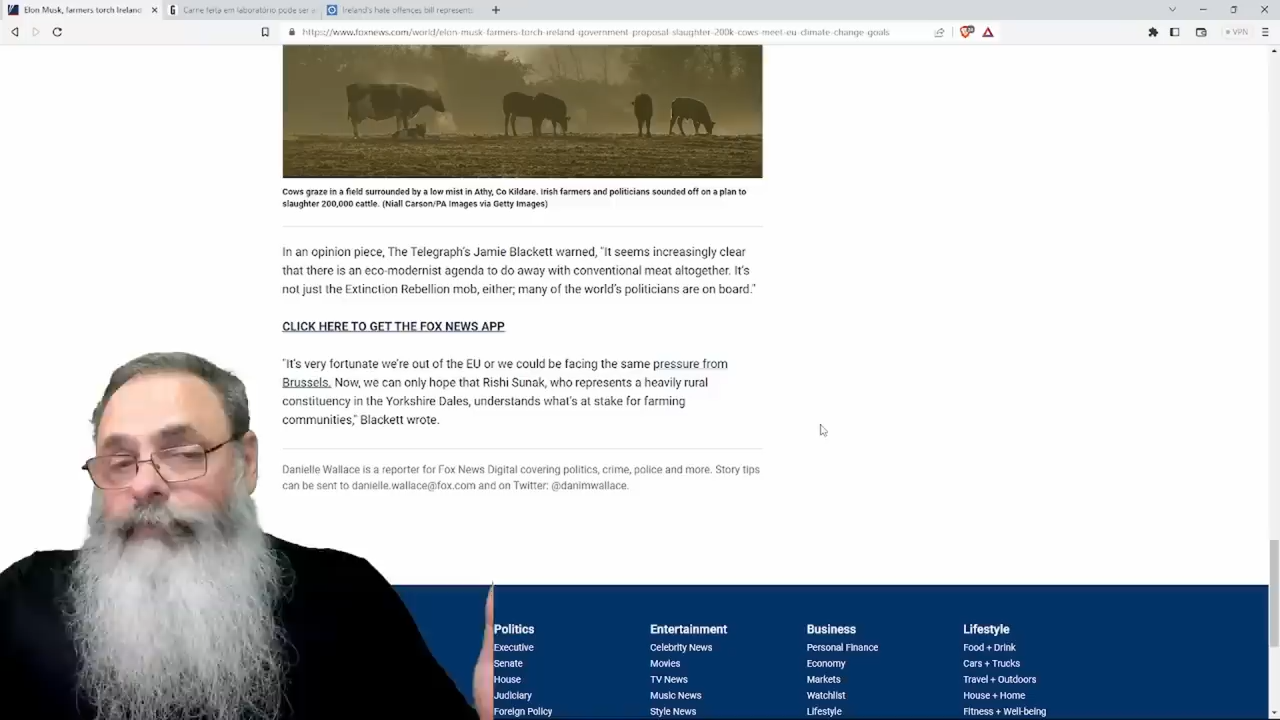 Elon Musk, farmers torch Ireland
Carne feita em laboratório pode ser
Ireland's hate offences bill represent
https://www.foxnews.com/world/elon-musk-farmers-torch-ireland-government-proposal-slaughter-200k-cows-meet-eu-climate-change-goals
VPN
Cows graze in a field surrounded by a low mist in Athy, Co Kildare. Irish farmers and politicians sounded off on a plan to
slaughter 200,000 cattle. (Niall Carson/PA Images via Getty Images)
In an opinion piece, The Telegraph's Jamie Blackett warned, "It seems increasingly clear
that there is an eco-modernist agenda to do away with conventional meat altogether. It's
not just the Extinction Rebellion mob, either; many of the world's politicians are on board."
CLICK HERE TO GET THE FOX NEWS APP
"It's very fortunate we're out of the EU or we could be facing the same pressure from
Brussels. Now, we can only hope that Rishi Sunak, who represents a heavily rural
constituency in the Yorkshire Dales, understands what's at stake for farming
communities," Blackett wrote.
Danielle Wallace is a reporter for Fox News Digital covering politics, crime, police and more. Story tips
can be sent to danielle.wallace@fox.com and on Twitter: @danimwallace.
Politics
Executive
Senate
House
Judiciary
Foreign Policy
Entertainment
Celebrity News
Movies
TV News
Music News
Style News
Business
Personal Finance
Economy
Markets
Watchlist
Lifestyle
Lifestyle
Food + Drink
Cars + Trucks
Travel + Outdoors
House + Home
Fitness + Well-being